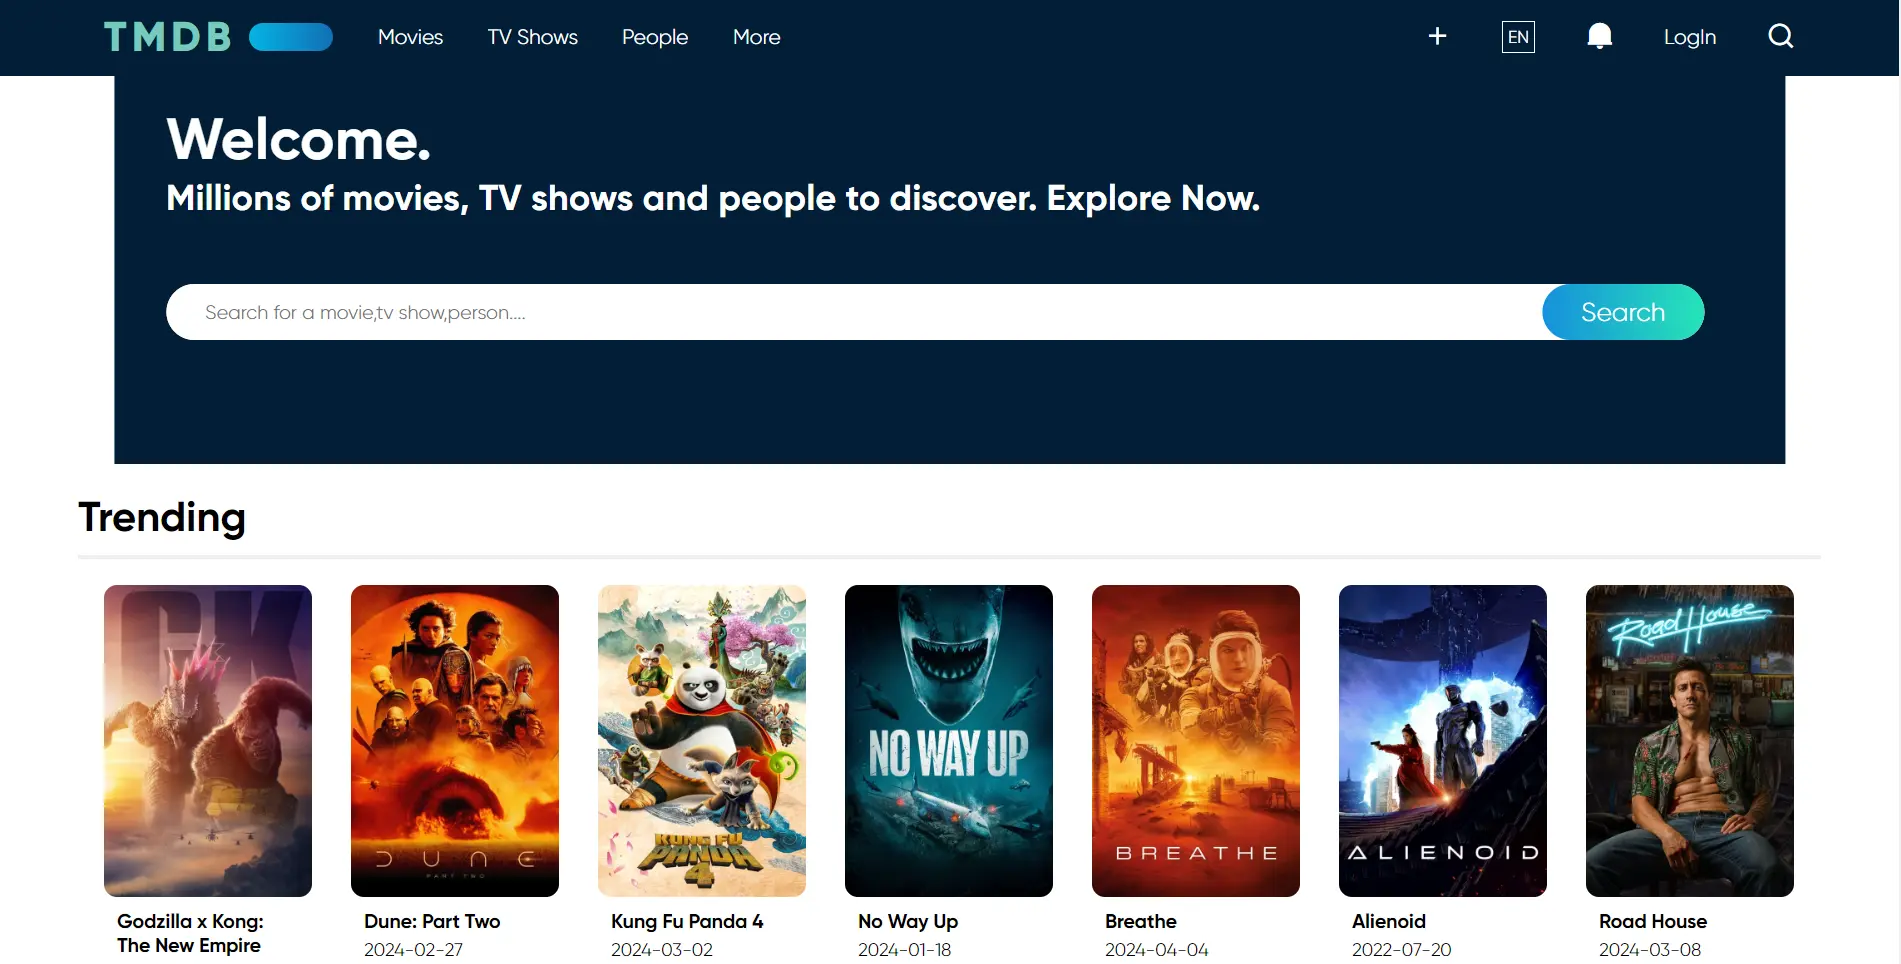 TMDB
Movies
TV Shows
People
More
+
EN
LogIn
Welcome.
Millions of movies, TV shows and people to discover. Explore Now.
Search for a movie,tv show,person....
Search
Trending
GK
DUNE
PART TWO
KUNG FU
PANDA
4
NO WAY UP
BREATHE
ALIENOID
Road House
Godzilla x Kong:
The New Empire
Dune: Part Two
2024-02-27
Kung Fu Panda 4
2024-03-02
No Way Up
2024-01-18
Breathe
2024-04-04
Alienoid
2022-07-20
Road House
2024-03-08